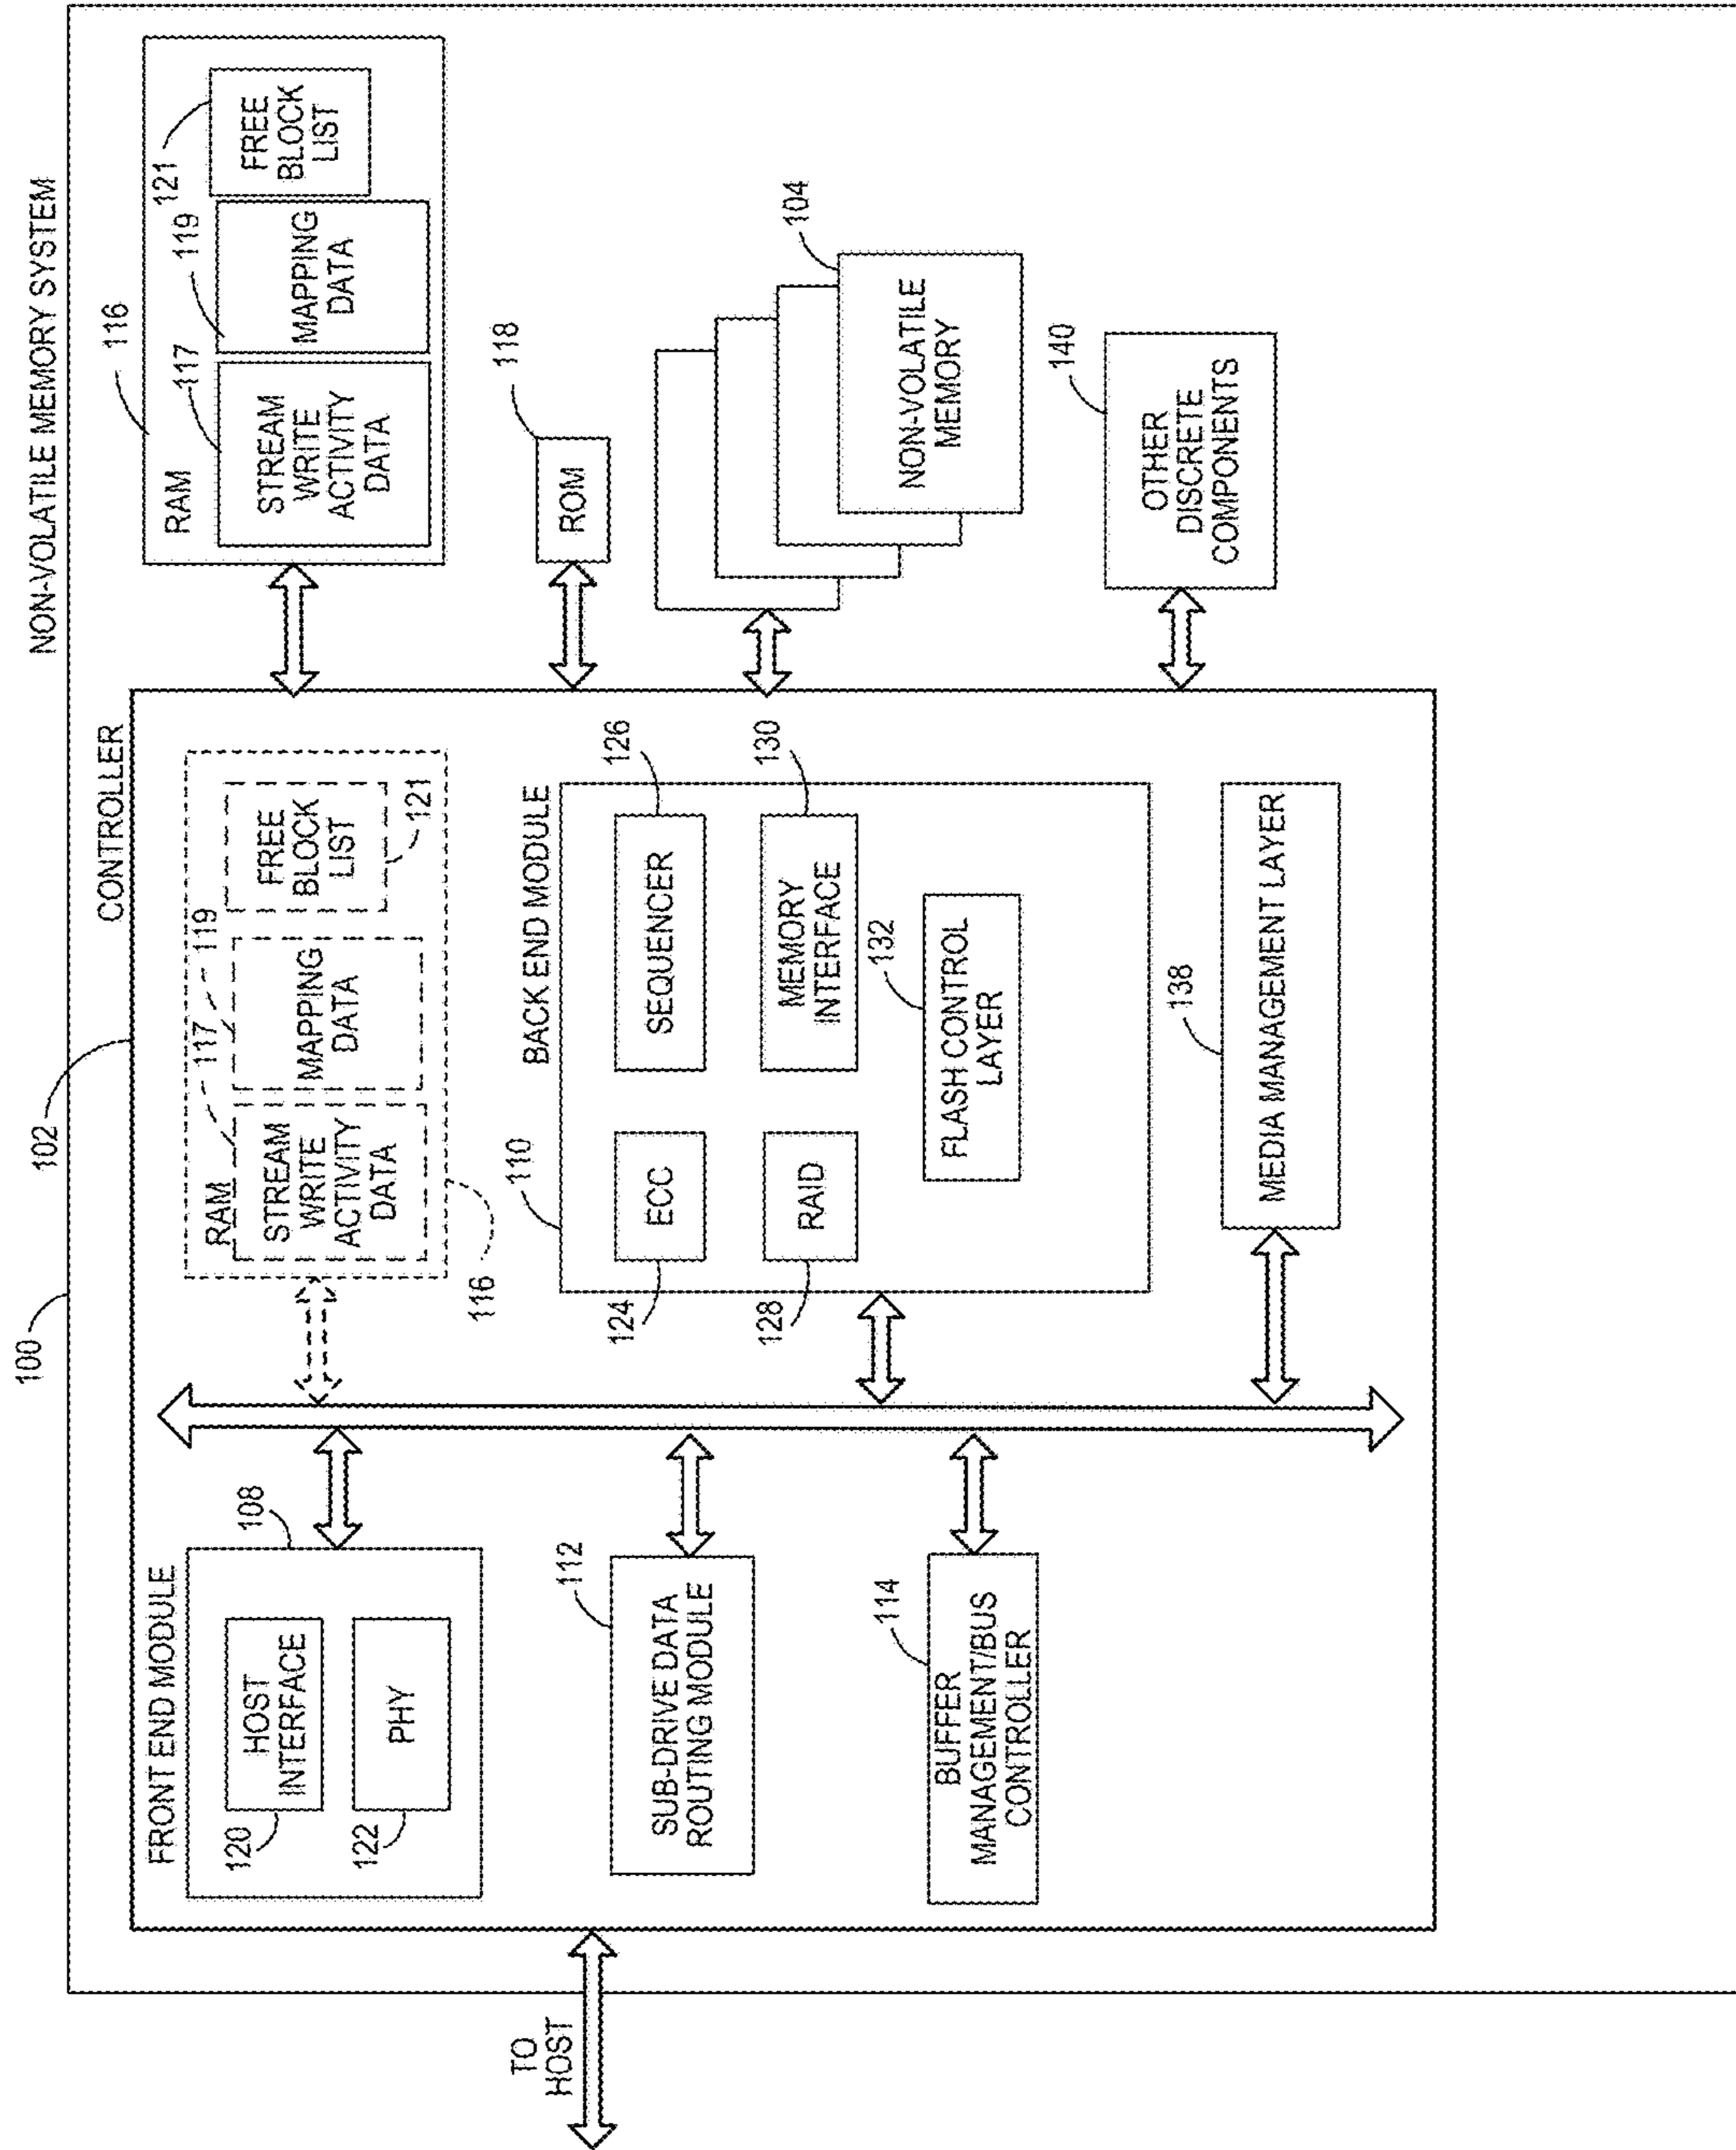 NON-VOLATILE MEMORY SYSTEM
100
102
CONTROLLER
116
FRONT END MODULE
108
HOST
INTERFACE
120
PHY
122
RAM
117
119
STREAM
WRITE
ACTIVITY
DATA
MAPPING
DATA
FREE
BLOCK
LIST
121
116
RAM
117
119
121
STREAM
WRITE
ACTIVITY
DATA
MAPPING
DATA
FREE
BLOCK
LIST
TO
HOST
112
SUB-DRIVE DATA
ROUTING MODULE
114
BUFFER
MANAGEMENT/BUS
CONTROLLER
110
BACK END MODULE
124
ECC
126
SEQUENCER
128
RAID
130
MEMORY
INTERFACE
132
FLASH CONTROL
LAYER
138
MEDIA MANAGEMENT LAYER
118
ROM
104
NON-VOLATILE
MEMORY
140
OTHER
DISCRETE
COMPONENTS